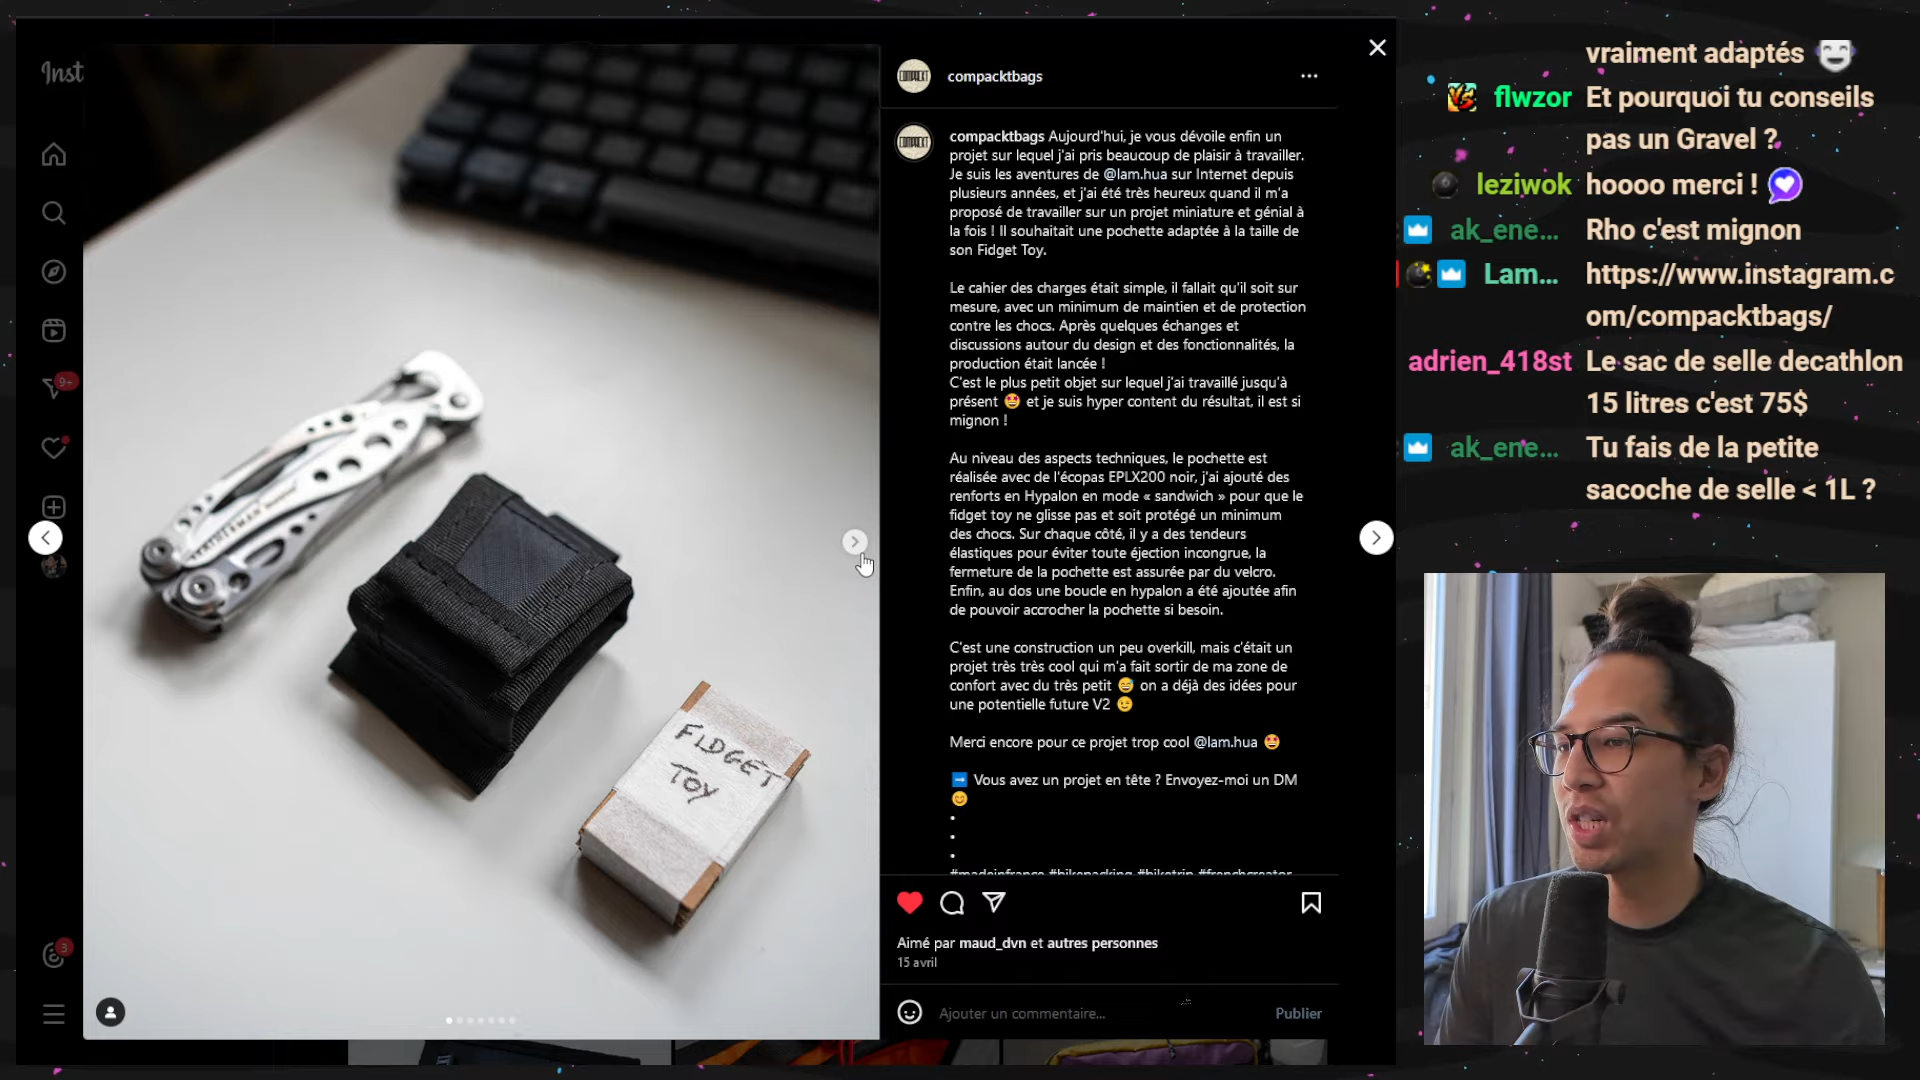 Inst
compacktbags
compacktbags Aujourd'hui, je vous dévoile enfin un
projet sur lequel j'ai pris beaucoup de plaisir à travailler.
Je suis les aventures de @lam.hua sur Internet depuis
plusieurs années, et j'ai été très heureux quand il m'a
proposé de travailler sur un projet miniature et génial à
la fois ! Il souhaitait une pochette adaptée à la taille de
son Fidget Toy.
Le cahier des charges était simple, il fallait qu'il soit sur
mesure, avec un minimum de maintien et de protection
contre les chocs. Après quelques échanges et
discussions autour du design et des fonctionnalités, la
production était lancée !
C'est le plus petit objet sur lequel j'ai travaillé jusqu'à
présent 🤩 et je suis hyper content du résultat, il est si
mignon !
Au niveau des aspects techniques, le pochette est
réalisée avec de l'écopas EPLX200 noir, j'ai ajouté des
renforts en Hypalon en mode « sandwich » pour que le
fidget toy ne glisse pas et soit protégé un minimum
des chocs. Sur chaque côté, il y a des tendeurs
élastiques pour éviter toute éjection incongrue, la
fermeture de la pochette est assurée par du velcro.
Enfin, au dos une boucle en hypalon a été ajoutée afin
de pouvoir accrocher la pochette si besoin.
C'est une construction un peu overkill, mais c'était un
projet très très cool qui m'a fait sortir de ma zone de
confort avec du très petit 😅 on a déjà des idées pour
une potentielle future V2 😉
Merci encore pour ce projet trop cool @lam.hua 🤩
➡️ Vous avez un projet en tête ? Envoyez-moi un DM
😊
•
•
•
#madeinfrance #bikepacking #biketrip #frenchcreator
Aimé par maud_dvn et autres personnes
15 avril
Ajouter un commentaire...
Publier
9+
3
LEATHERMAN
FIDGET
TOY
vraiment adaptés
flwzor Et pourquoi tu conseils
pas un Gravel ?
leziwok hoooo merci !
ak_ene... Rho c'est mignon
Lam... https://www.instagram.c
om/compacktbags/
adrien_418st Le sac de selle decathlon
15 litres c'est 75$
ak_ene... Tu fais de la petite
sacoche de selle < 1L ?